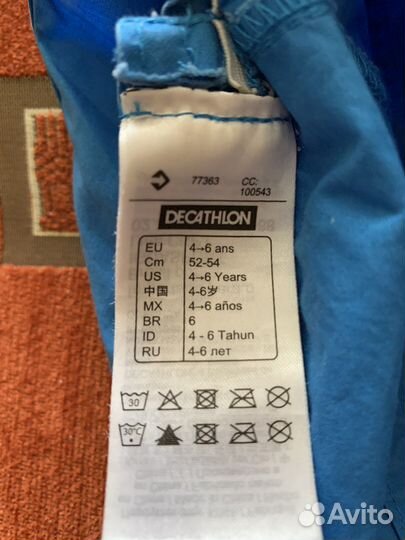 77363 CC:
100543
DECATHLON
EU 4→6 ans
Cm 52-54
US 4→6 Years
中国 4-6岁
MX 4→6 años
BR 6
ID 4 - 6 Tahun
RU 4-6 лет
30
30°C
Avito